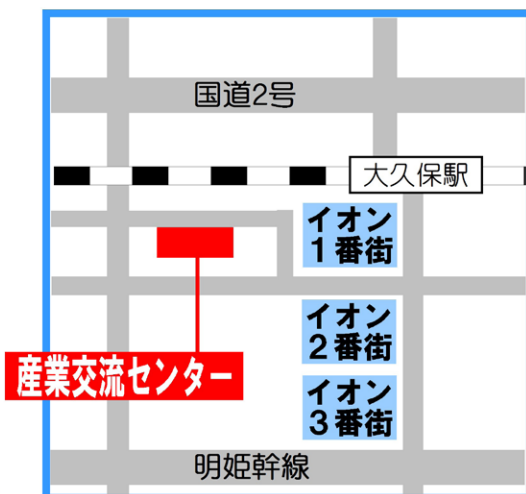 国道2号
大久保駅
イオン
1番街
イオン
2番街
産業交流センター
イオン
3番街
明姫幹線